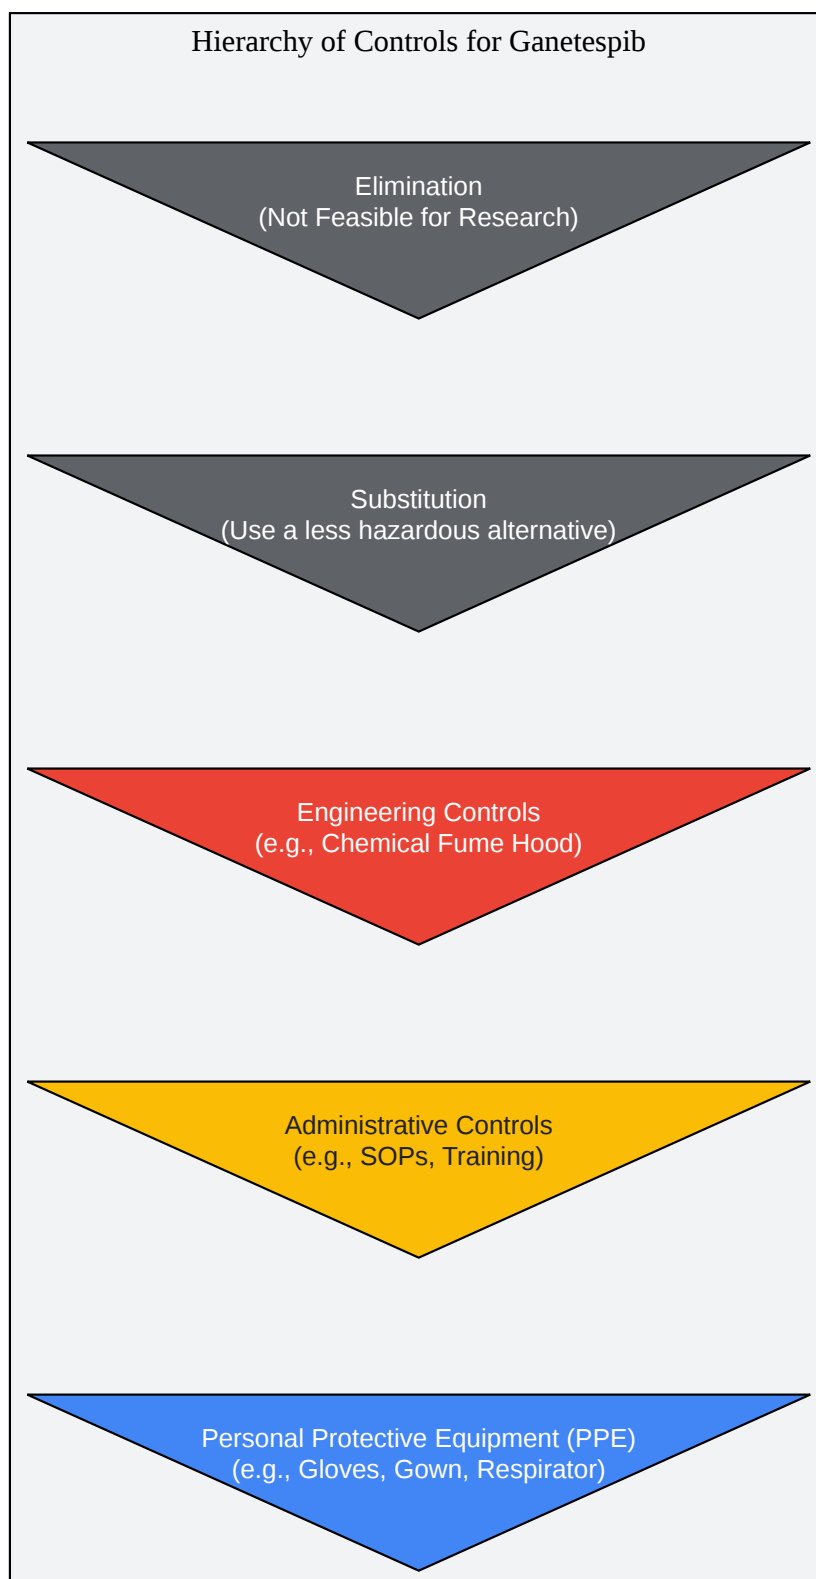 Hierarchy of Controls for Ganetespib
Elimination
(Not Feasible for Research)
Substitution
(Use a less hazardous alternative)
Engineering Controls
(e.g., Chemical Fume Hood)
Administrative Controls
(e.g., SOPs, Training)
Personal Protective Equipment (PPE)
(e.g., Gloves, Gown, Respirator)